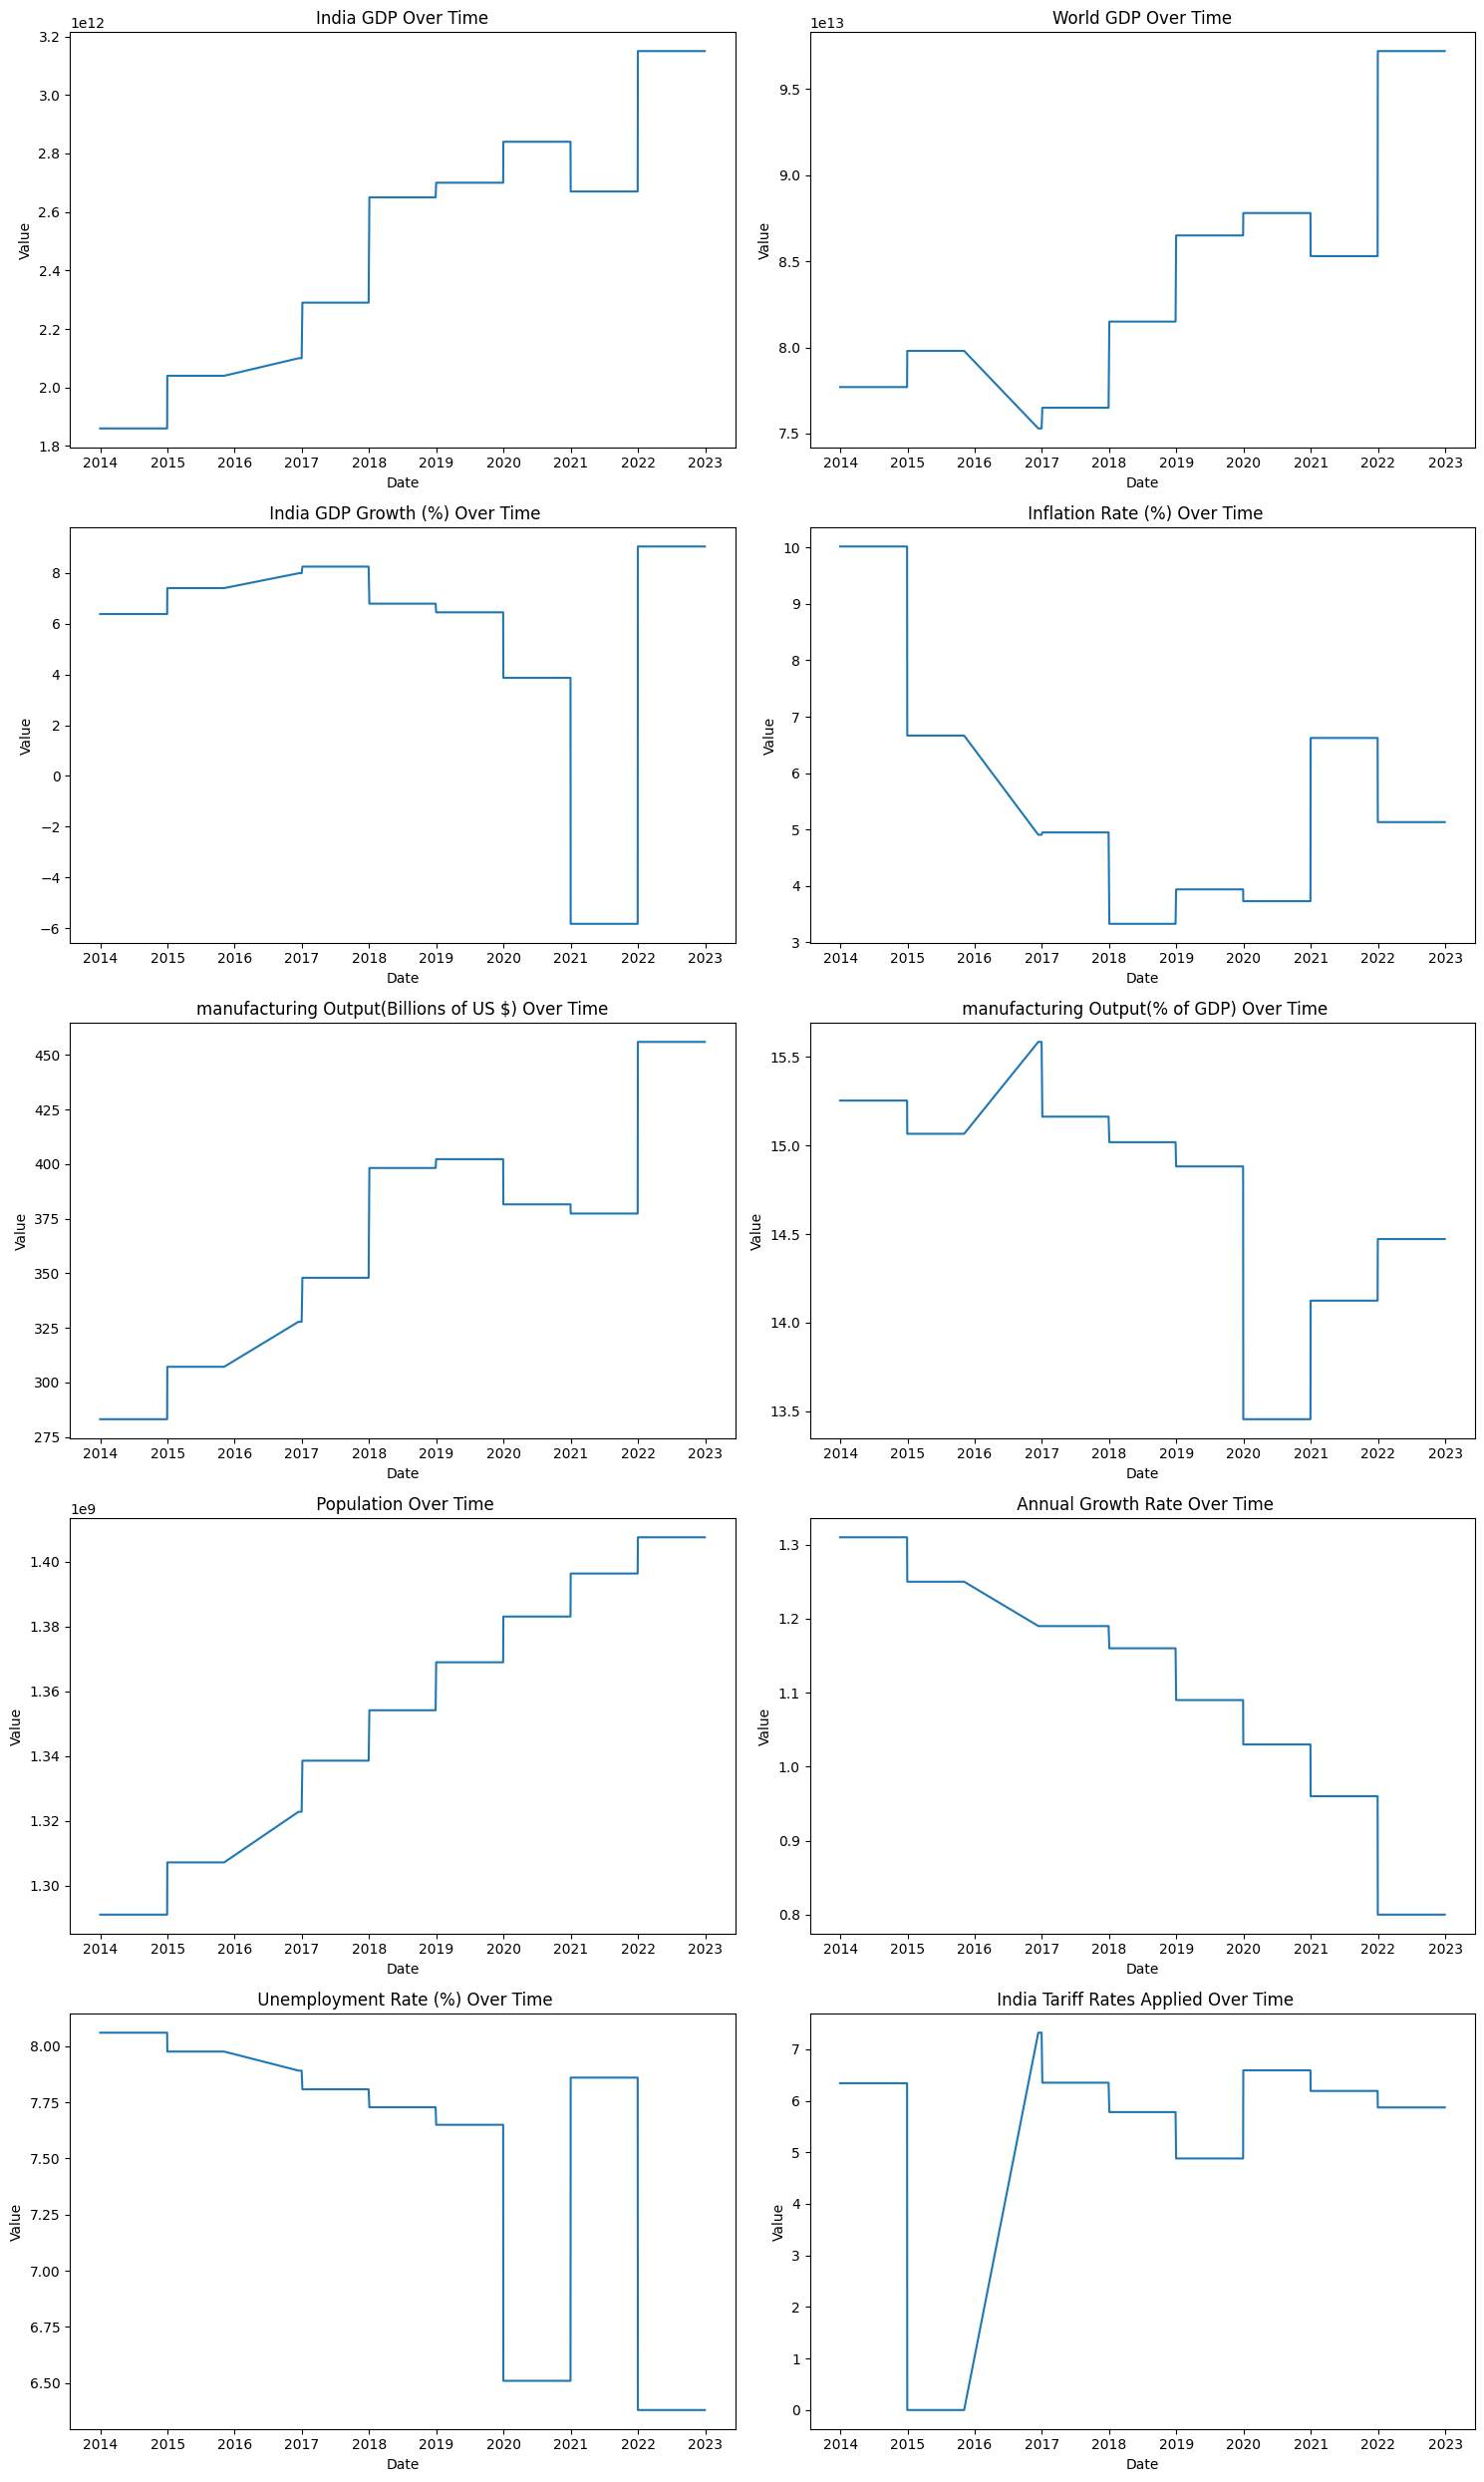 India GDP Over Time
1e12
3.2
3.0
2.8
2.6
2.4
2.2
2.0
1.8
Value
2014 2015 2016 2017 2018 2019 2020 2021 2022 2023
Date
World GDP Over Time
1e13
9.5
9.0
8.5
8.0
7.5
Value
2014 2015 2016 2017 2018 2019 2020 2021 2022 2023
Date
India GDP Growth (%) Over Time
8
6
4
2
0
−2
−4
−6
Value
2014 2015 2016 2017 2018 2019 2020 2021 2022 2023
Date
Inflation Rate (%) Over Time
10
9
8
7
6
5
4
3
Value
2014 2015 2016 2017 2018 2019 2020 2021 2022 2023
Date
manufacturing Output(Billions of US $) Over Time
450
425
400
375
350
325
300
275
Value
2014 2015 2016 2017 2018 2019 2020 2021 2022 2023
Date
manufacturing Output(% of GDP) Over Time
15.5
15.0
14.5
14.0
13.5
Value
2014 2015 2016 2017 2018 2019 2020 2021 2022 2023
Date
Population Over Time
1e9
1.40
1.38
1.36
1.34
1.32
1.30
Value
2014 2015 2016 2017 2018 2019 2020 2021 2022 2023
Date
Annual Growth Rate Over Time
1.3
1.2
1.1
1.0
0.9
0.8
Value
2014 2015 2016 2017 2018 2019 2020 2021 2022 2023
Date
Unemployment Rate (%) Over Time
8.00
7.75
7.50
7.25
7.00
6.75
6.50
Value
2014 2015 2016 2017 2018 2019 2020 2021 2022 2023
Date
India Tariff Rates Applied Over Time
7
6
5
4
3
2
1
0
Value
2014 2015 2016 2017 2018 2019 2020 2021 2022 2023
Date